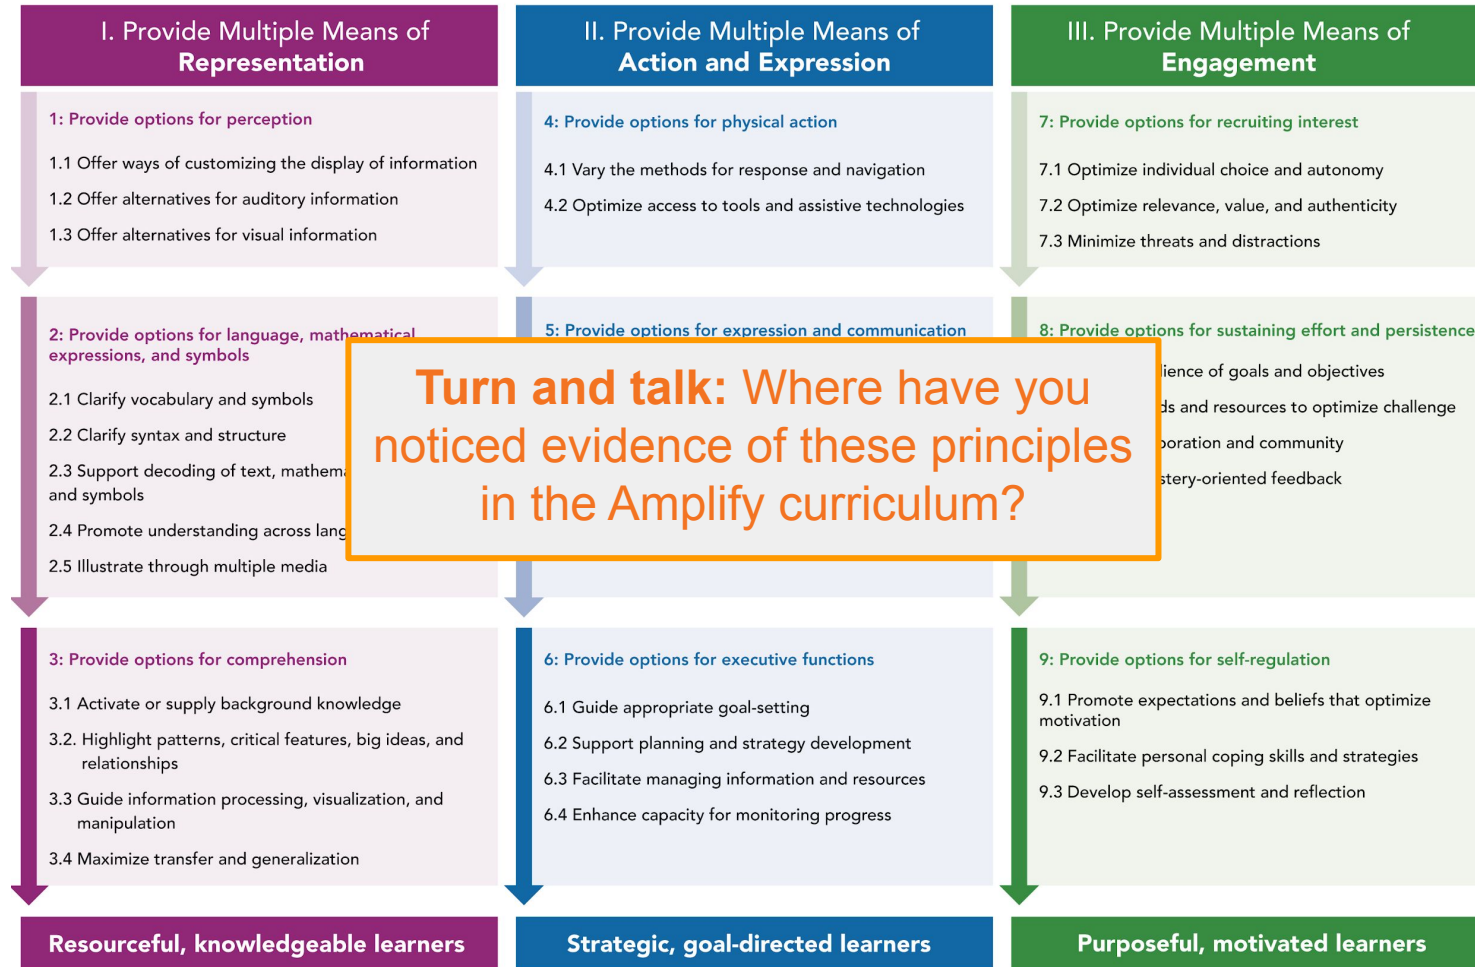 I. Provide Multiple Means of
Representation
1: Provide options for perception
1.1 Offer ways of customizing the display of information
1.2 Offer alternatives for auditory information
1.3 Offer alternatives for visual information
2: Provide options for language, mathematical
expressions, and symbols
2.1 Clarify vocabulary and symbols
2.2 Clarify syntax and structure
2.3 Support decoding of text,
and symbols
2.4 Promote understanding across
2.5 Illustrate through multiple media
3: Provide options for comprehension
3.1 Activate or supply background knowledge
3.2. Highlight patterns, critical features, big ideas, and
relationships
3.3 Guide information processing, visualization, and
manipulation
3.4 Maximize transfer and generalization
Resourceful, knowledgeable learners
II. Provide Multiple Means of
Action and Expression
4: Provide options for physical action
4.1 Vary the methods for response and navigation
4.2 Optimize access to tools and assistive technologies
5: Provide options for expression and communication
Turn and talk: Where have you
noticed evidence of these principles
in the Amplify curriculum?
6: Provide options for executive functions
6.1 Guide appropriate goal-setting
6.2 Support planning and strategy development
6.3 Facilitate managing information and resources
6.4 Enhance capacity for monitoring progress
Strategic, goal-directed learners
III. Provide Multiple Means of
Engagement
7: Provide options for recruiting interest
7.1 Optimize individual choice and autonomy
7.2 Optimize relevance, value, and authenticity
7.3 Minimize threats and distractions
8: Provide options for sustaining effort and persistence
of goals and objectives
and resources to optimize challenge
and community
feedback
9: Provide options for self-regulation
9.1 Promote expectations and beliefs that optimize
motivation
9.2 Facilitate personal coping skills and strategies
9.3 Develop self-assessment and reflection
Purposeful, motivated learners